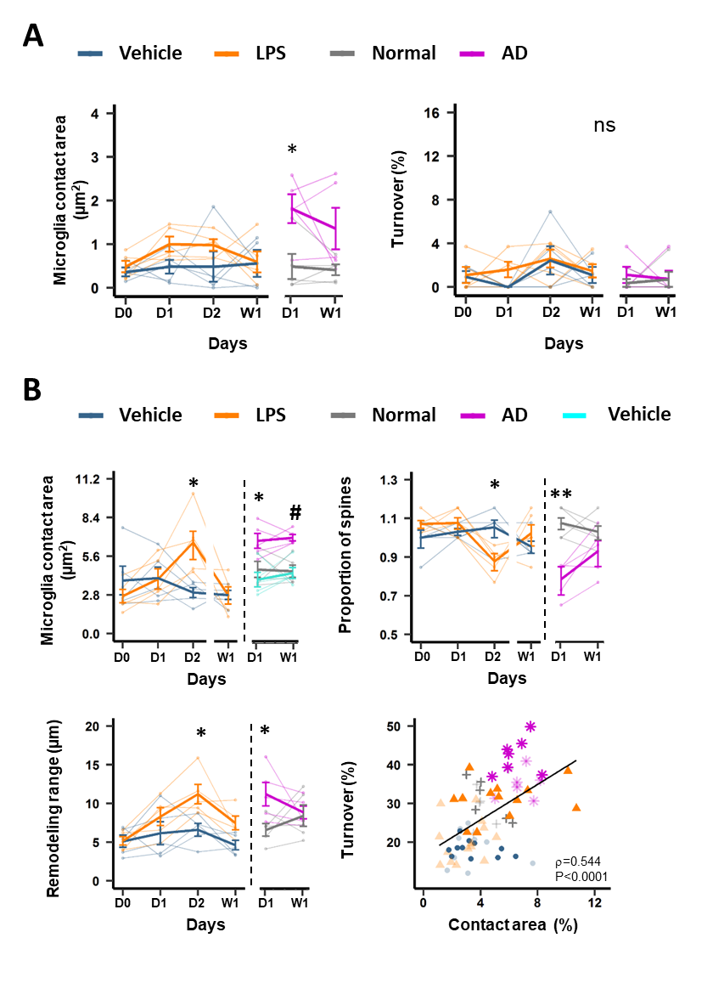 A
Vehicle LPS Normal AD
Microglia contact area
(µm²)
4
3
2
1
0
*
D0 D1 D2 W1 D1 W1
Days
Turnover (%)
16
12
8
4
0
ns
D0 D1 D2 W1 D1 W1
Days
B
Vehicle LPS Normal AD Vehicle
Microglia contact area
(µm²)
11.2
8.4
5.6
2.8
0.0
*
*
#
D0 D1 D2 W1 D1 W1
Days
Proportion of spines
1.3
1.1
0.9
0.7
0.5
*
**
D0 D1 D2 W1 D1 W1
Days
Remodeling range (µm)
20
15
10
5
0
*
*
D0 D1 D2 W1 D1 W1
Days
Turnover (%)
50
40
30
20
ρ=0.544
P<0.0001
0 4 8 12
Contact area (%)